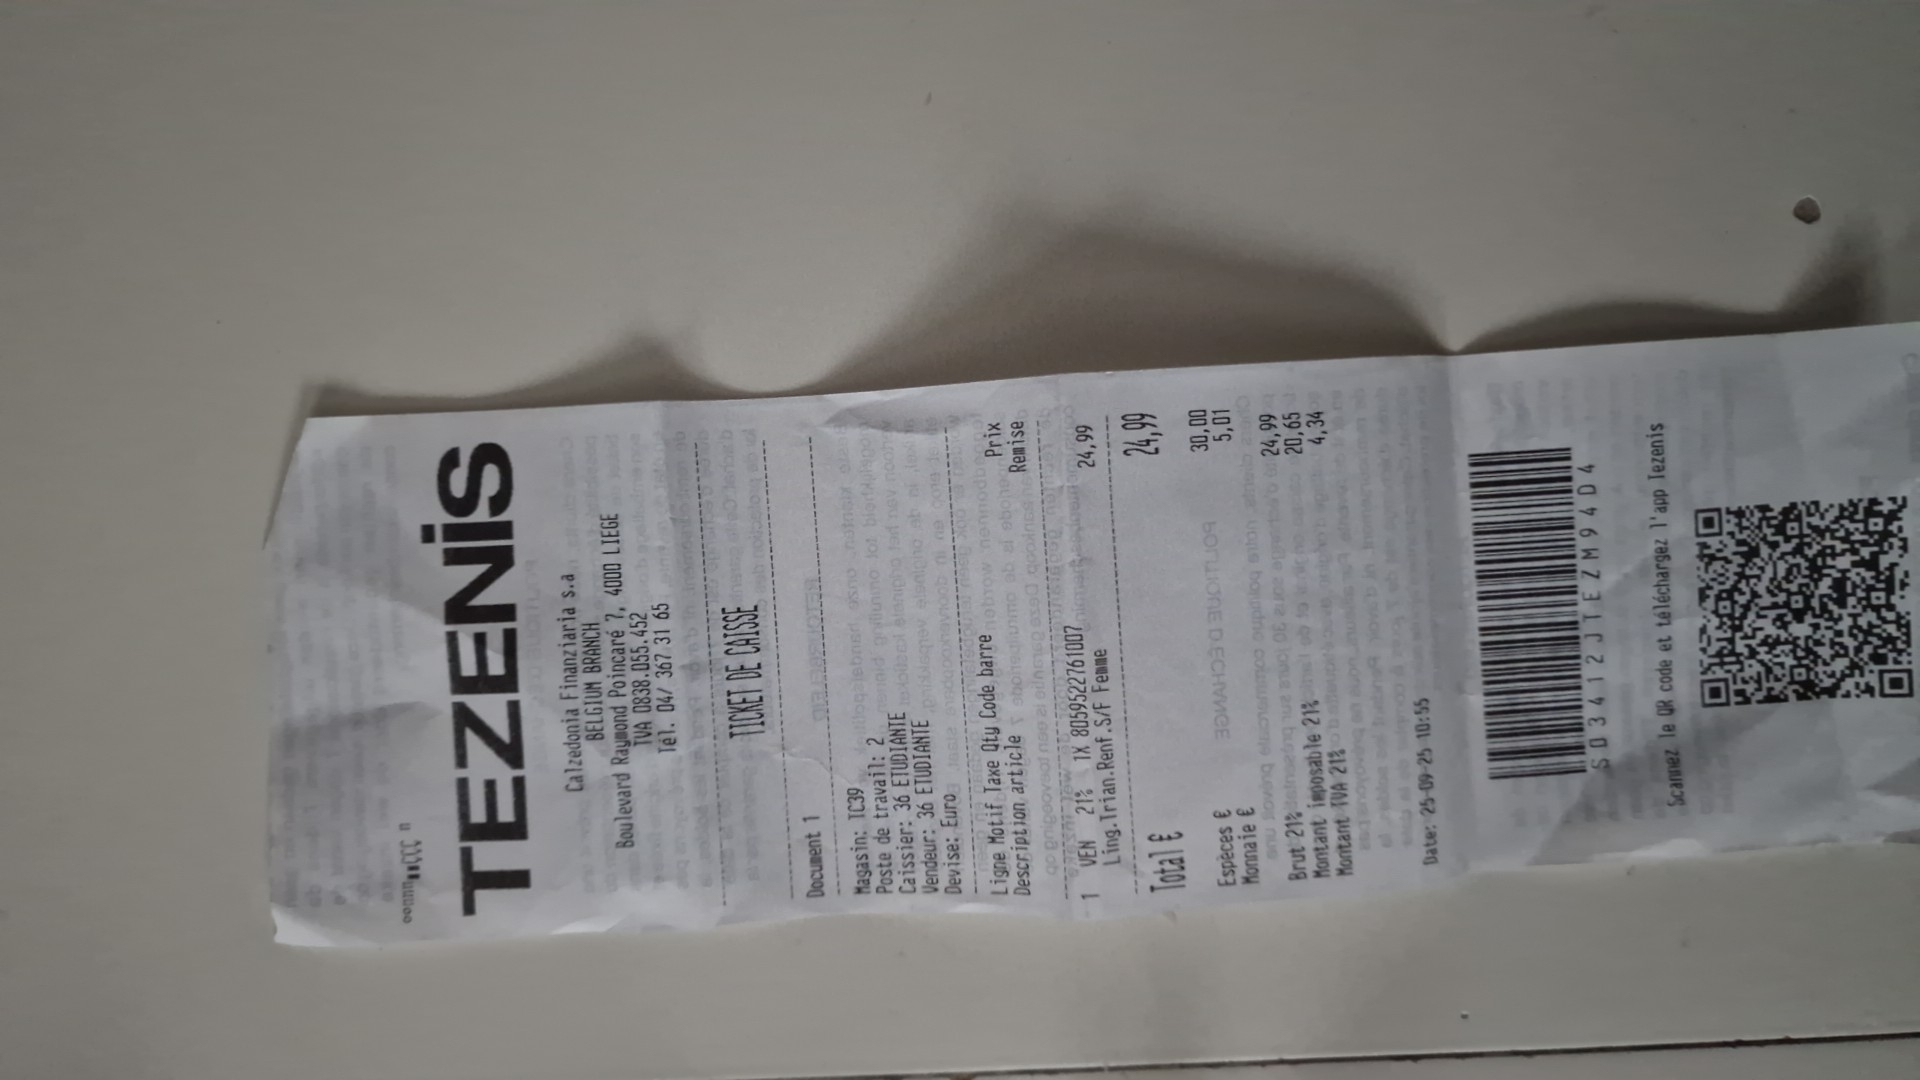 TEZENIS
Calzedonia Finanziaria s.a
BELGIUM BRANCH
Boulevard Raymond Poincaré 7, 4000 LIEGE
TVA 0838.055.452
Tél. 04/ 367 31 65
TICKET DE CAISSE
Document 1
Magasin: IC39
Poste de travail: 2
Caissier: 36 ETUDIANTE
Vendeur: 36 ETUDIANTE
Devise: Euro
Ligne Motif Taxe Qty Code barre Prix
Description article Remise
1 VEN 21% 1X 8059522761007 24,99
Ling.Trian.Renf.S/F Femme
Total € 24,99
Espèces € 30,00
Monnaie € 5,01
Brut 21% 24,99
Montant imposable 21% 20,65
Montant TVA 21% 4,34
Date: 25-09-25 10:55
S03412JTEZM94D4
Scannez le QR code et téléchargez l'app Tezenis
POLITIQUE D'ECHANGE